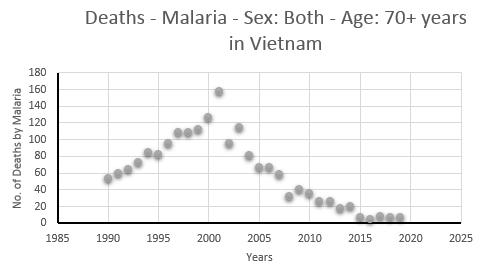 Deaths - Malaria - Sex: Both - Age: 70+ years
in Vietnam
No. of Deaths by Malaria
180
160
140
120
100
80
60
40
20
0
1985 1990 1995 2000 2005 2010 2015 2020 2025
Years